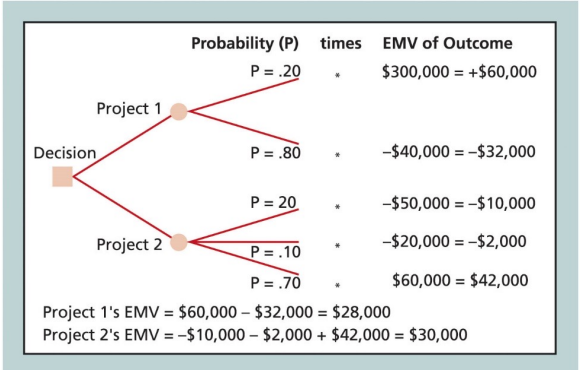 Probability (P) times EMV of Outcome
P = .20 * $300,000 = +$60,000
Project 1
P = .80 * –$40,000 = –$32,000
Decision
P = 20 * –$50,000 = –$10,000
Project 2
P = .10 * –$20,000 = –$2,000
P = .70 * $60,000 = $42,000
Project 1's EMV = $60,000 – $32,000 = $28,000
Project 2's EMV = –$10,000 – $2,000 + $42,000 = $30,000